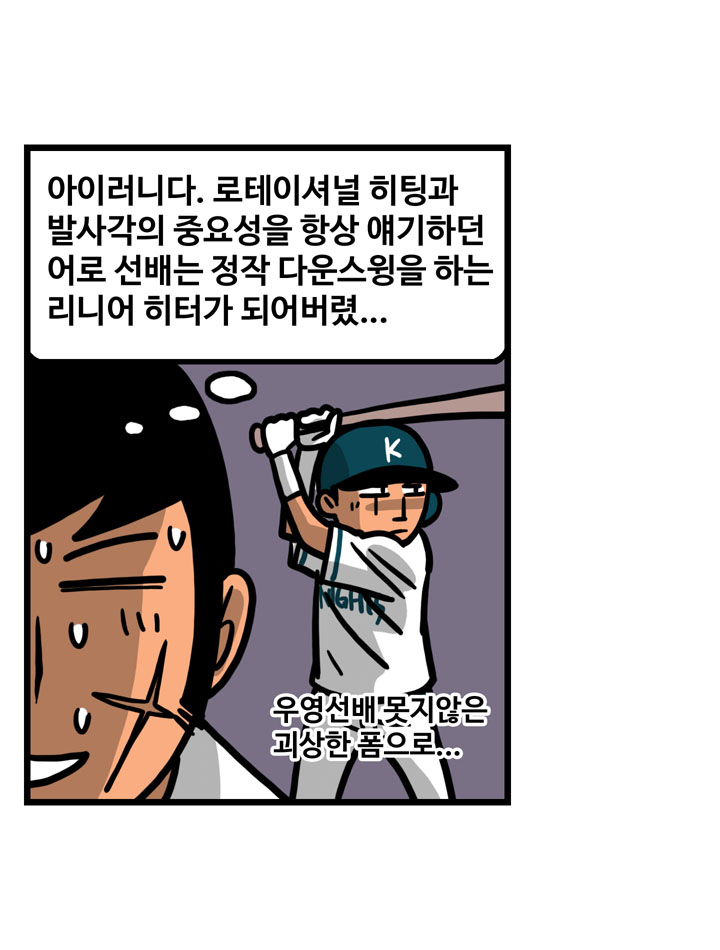 아이러니다. 로테이셔널 히팅과
발사각의 중요성을 항상 얘기하던
어로 선배는 정작 다운스윙을 하는
리니어 히터가 되어버렸...
K
NIGHTS
우영선배 못지않은
괴상한 폼으로...